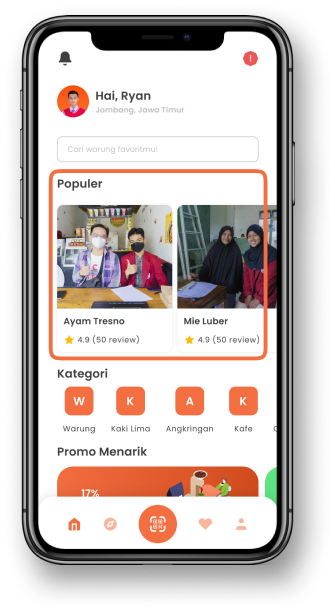 Hai, Ryan
Jombang, Jawa Timur
Cari warung favoritmu!
Populer
Ayam Tresno
4.9 (50 review)
Mie Luber
4.9 (50 review)
Kategori
W K A K
Warung Kaki Lima Angkringan Kafe
Promo Menarik
17%